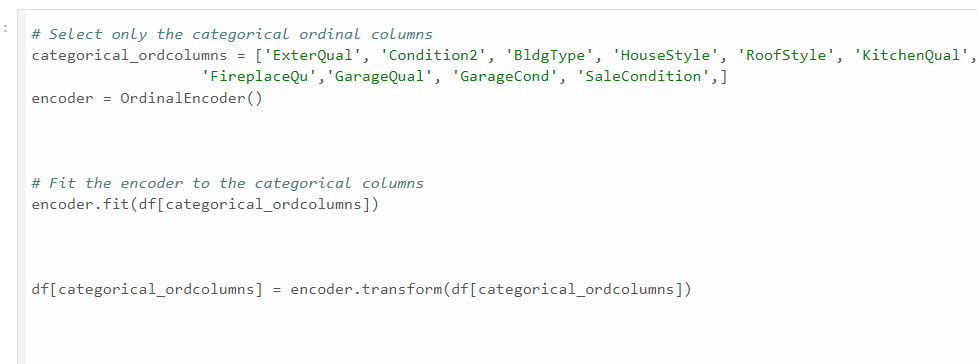 :
# Select only the categorical ordinal columns
categorical_ordcolumns = ['ExterQual', 'Condition2', 'BldgType', 'HouseStyle', 'RoofStyle', 'KitchenQual',
'FireplaceQu','GarageQual', 'GarageCond', 'SaleCondition',]
encoder = OrdinalEncoder()
# Fit the encoder to the categorical columns
encoder.fit(df[categorical_ordcolumns])
df[categorical_ordcolumns] = encoder.transform(df[categorical_ordcolumns])